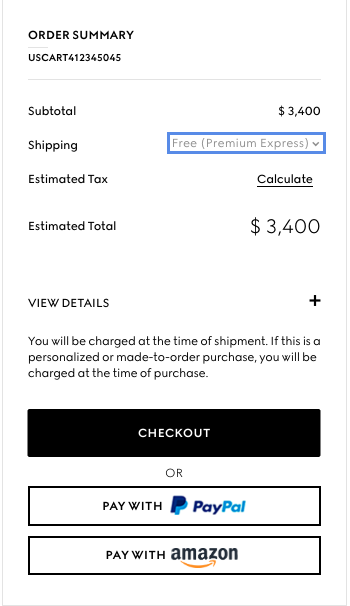 ORDER SUMMARY
USCART412345045
Subtotal $ 3,400
Shipping Free (Premium Express)
Estimated Tax Calculate
Estimated Total $ 3,400
VIEW DETAILS +
You will be charged at the time of shipment. If this is a
personalized or made-to-order purchase, you will be
charged at the time of purchase.
CHECKOUT
OR
PAY WITH PayPal
PAY WITH amazon